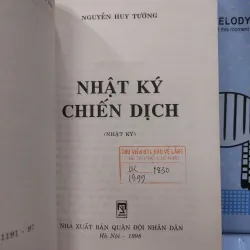 NGUYỄN HUY TƯỞNG
NHẬT KÝ
CHIẾN DỊCH
(NHẬT KÝ)
1999
NHÀ XUẤT BẢN QUÂN ĐỘI NHÂN DÂN
Hà Nội - 1998
ELODY